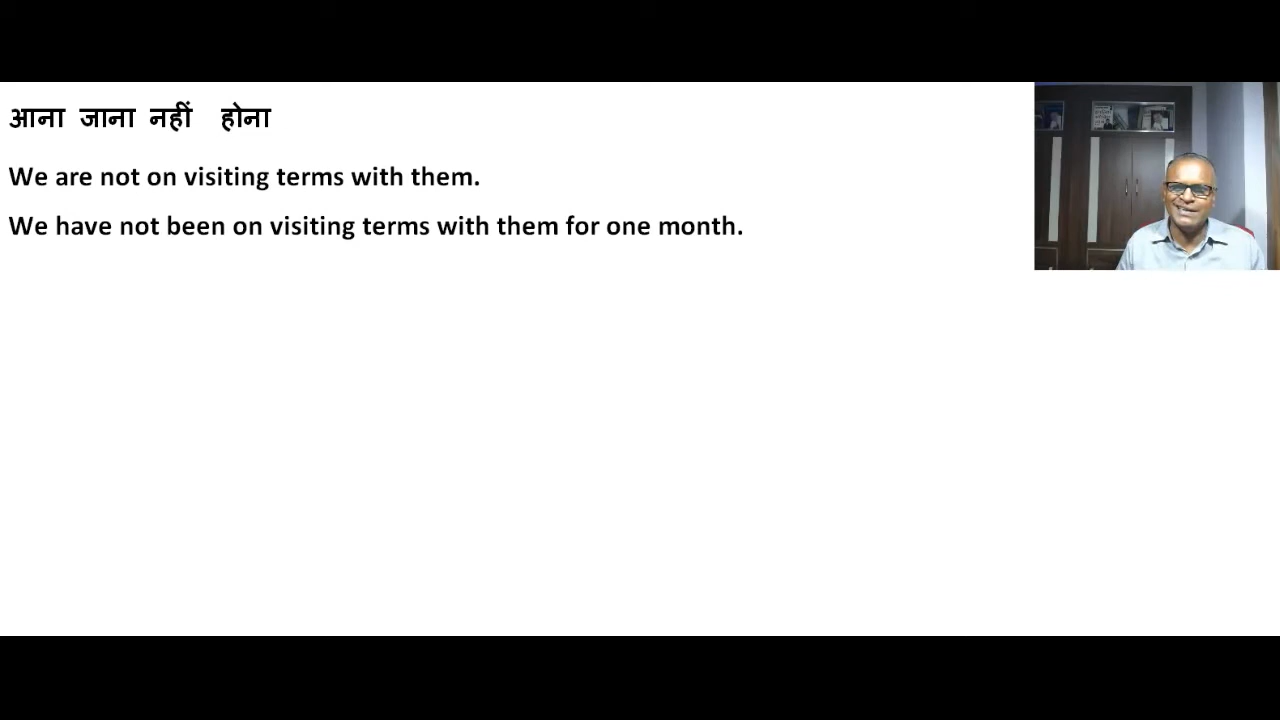 आना जाना नहीं होना
We are not on visiting terms with them.
We have not been on visiting terms with them for one month.